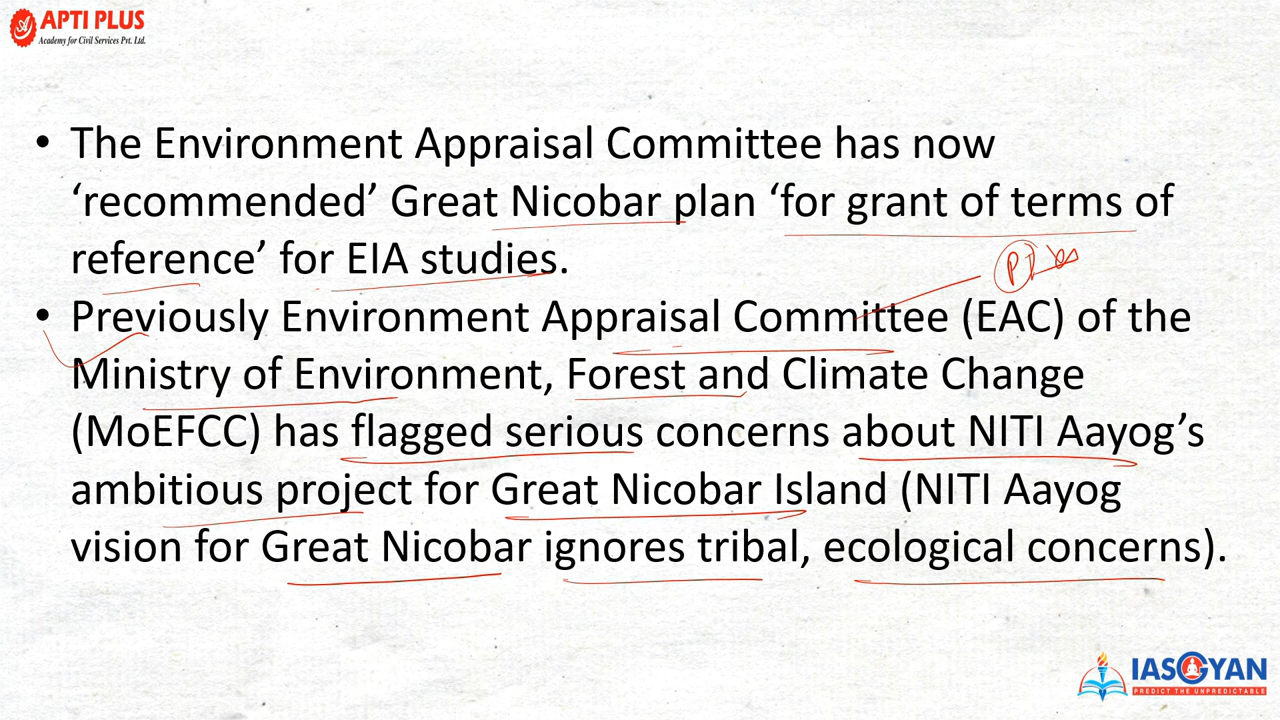 APTI PLUS
Academy for Civil Services Pvt. Ltd.
• The Environment Appraisal Committee has now
‘recommended’ Great Nicobar plan ‘for grant of terms of
reference’ for EIA studies.
• Previously Environment Appraisal Committee (EAC) of the
Ministry of Environment, Forest and Climate Change
(MoEFCC) has flagged serious concerns about NITI Aayog’s
ambitious project for Great Nicobar Island (NITI Aayog
vision for Great Nicobar ignores tribal, ecological concerns).
IASGYAN
PREDICT THE UNPREDICTABLE